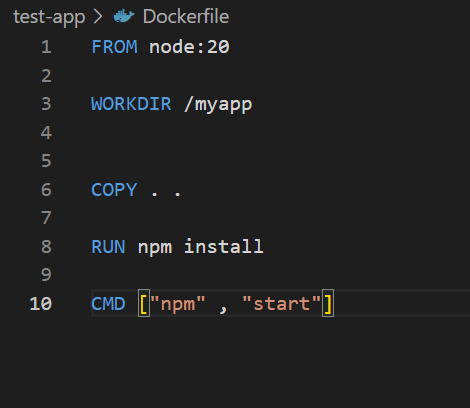 test-app > Dockerfile
1 FROM node:20
2
3 WORKDIR /myapp
4
5
6 COPY . .
7
8 RUN npm install
9
10 CMD ["npm" , "start"]